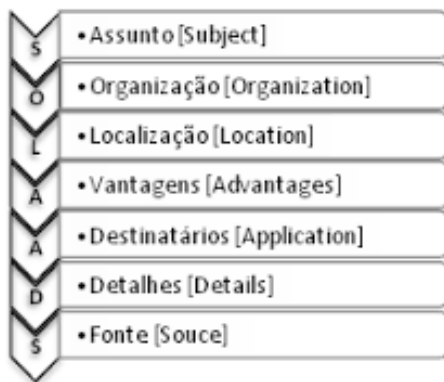 S • Assunto [Subject]
O • Organização [Organization]
L • Localização [Location]
A • Vantagens [Advantages]
A • Destinatários [Application]
D • Detalhes [Details]
S • Fonte [Souce]